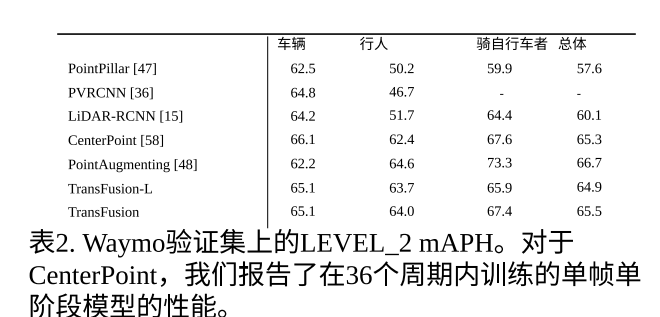 车辆 行人 骑自行车者 总体
PointPillar [47] 62.5 50.2 59.9 57.6
PVRCNN [36] 64.8 46.7 - -
LiDAR-RCNN [15] 64.2 51.7 64.4 60.1
CenterPoint [58] 66.1 62.4 67.6 65.3
PointAugmenting [48] 62.2 64.6 73.3 66.7
TransFusion-L 65.1 63.7 65.9 64.9
TransFusion 65.1 64.0 67.4 65.5
表2. Waymo验证集上的LEVEL_2 mAPH。对于
CenterPoint，我们报告了在36个周期内训练的单帧单
阶段模型的性能。